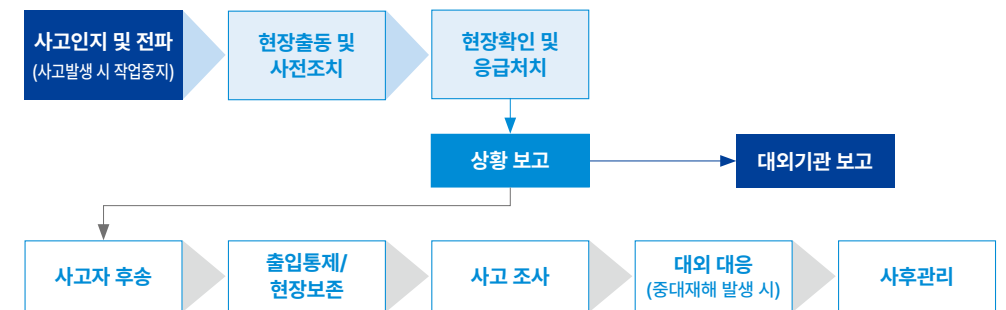 사고인지 및 전파
(사고발생 시 작업중지)
현장출동 및
사전조치
현장확인 및
응급처치
상황 보고
대외기관 보고
사고자 후송
출입통제/
현장보존
사고 조사
대외 대응
(중대재해 발생 시)
사후관리